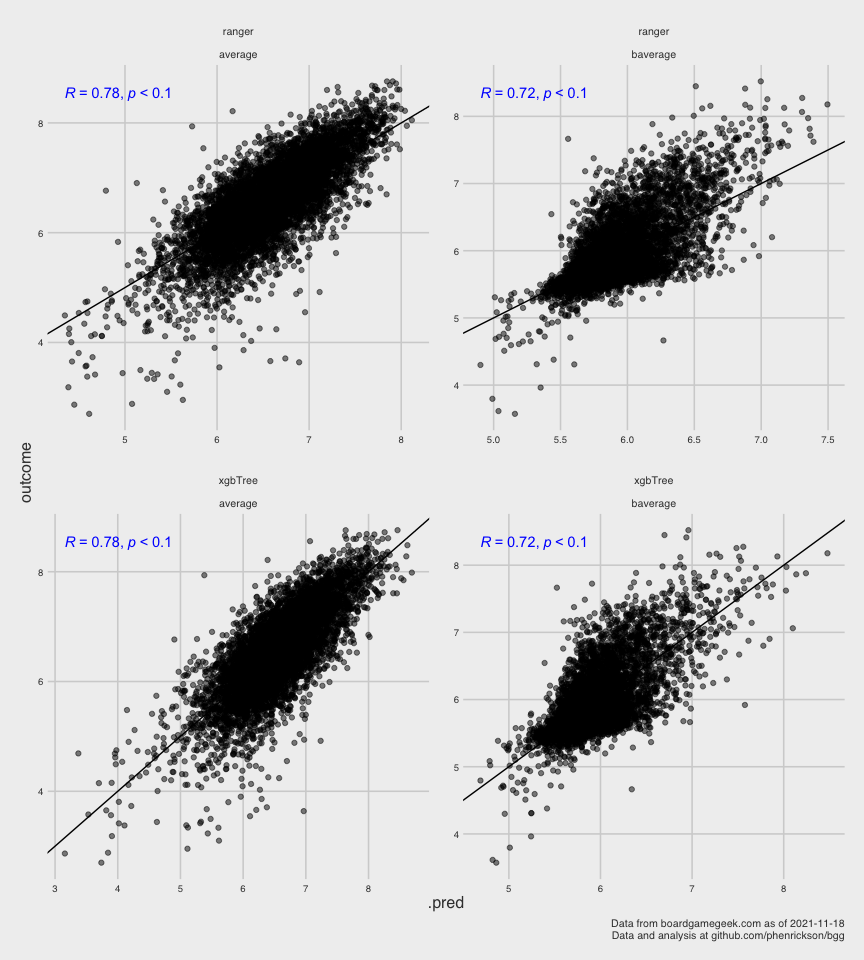 ranger
average
R = 0.78, p < 0.1
8
6
4
5
6
7
8
ranger
baverage
R = 0.72, p < 0.1
8
7
6
5
4
5.0
5.5
6.0
6.5
7.0
7.5
outcome
xgbTree
average
R = 0.78, p < 0.1
8
6
4
3
4
5
6
7
8
xgbTree
baverage
R = 0.72, p < 0.1
8
7
6
5
4
5
6
7
8
.pred
Data from boardgamegeek.com as of 2021-11-18
Data and analysis at github.com/phenrickson/bgg